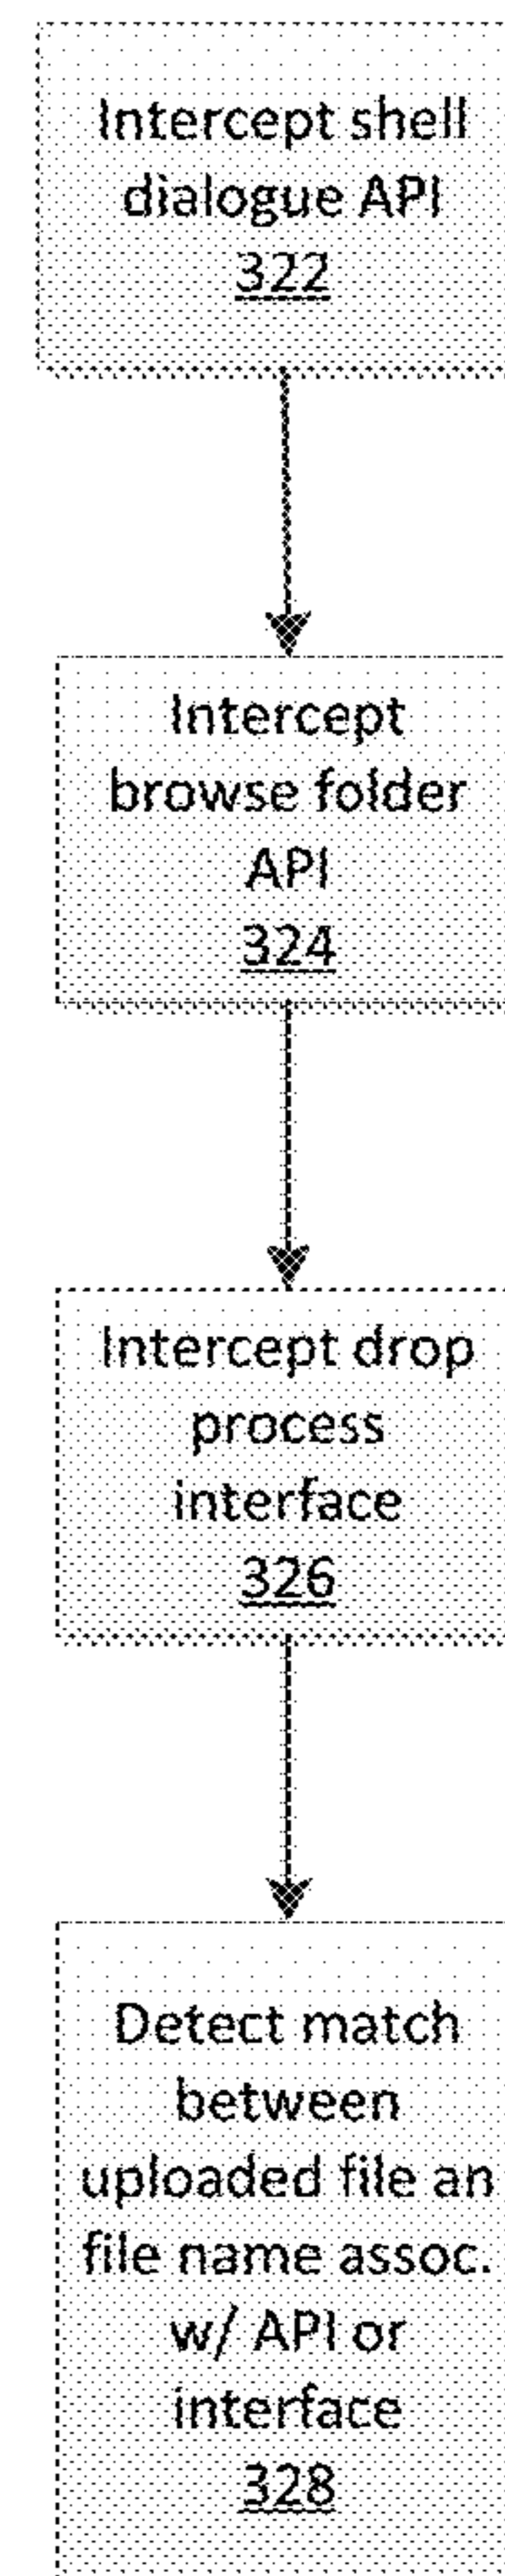 Intercept shell
dialogue API
322
Intercept
browse folder
API
324
Intercept drop
process
interface
326
Detect match
between
uploaded file an
file name assoc.
w/ API or
interface
328